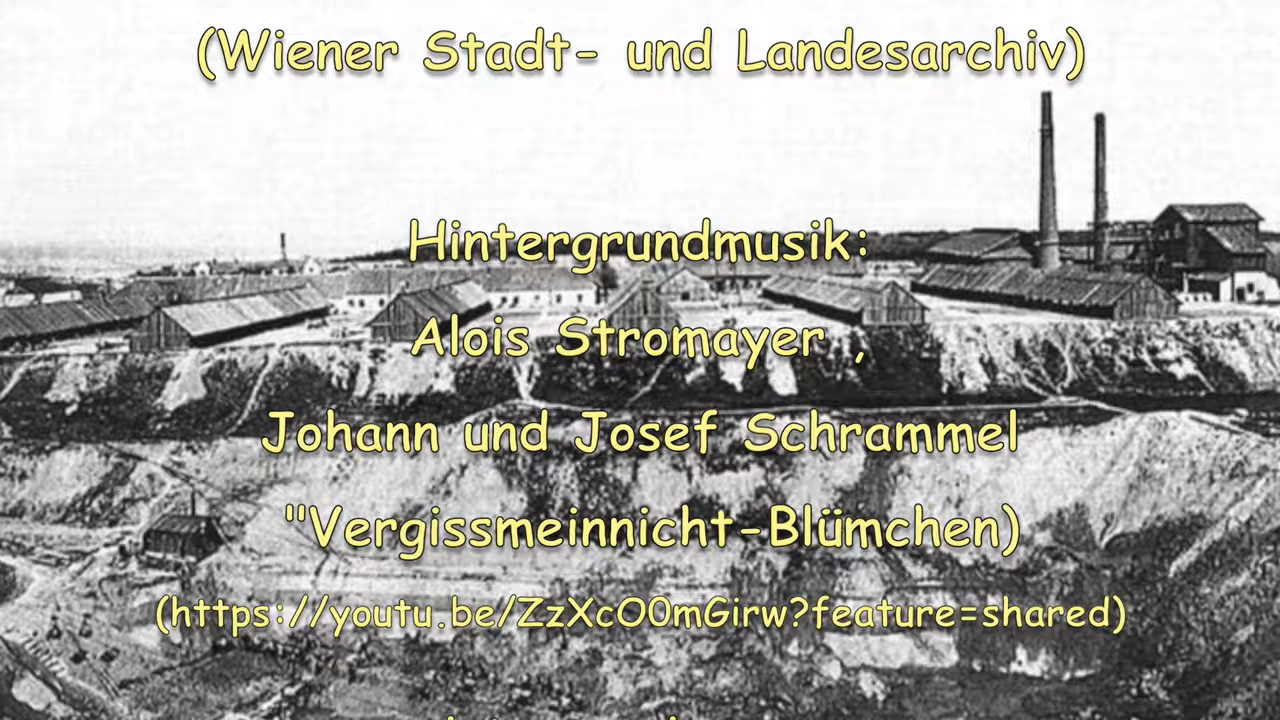 (Wiener Stadt- und Landesarchiv)
Hintergrundmusik:
Alois Stromayer ,
Johann und Josef Schrammel
"Vergissmeinnicht-Blümchen)
(https://youtu.be/ZzXcO0mGirw?feature=shared)